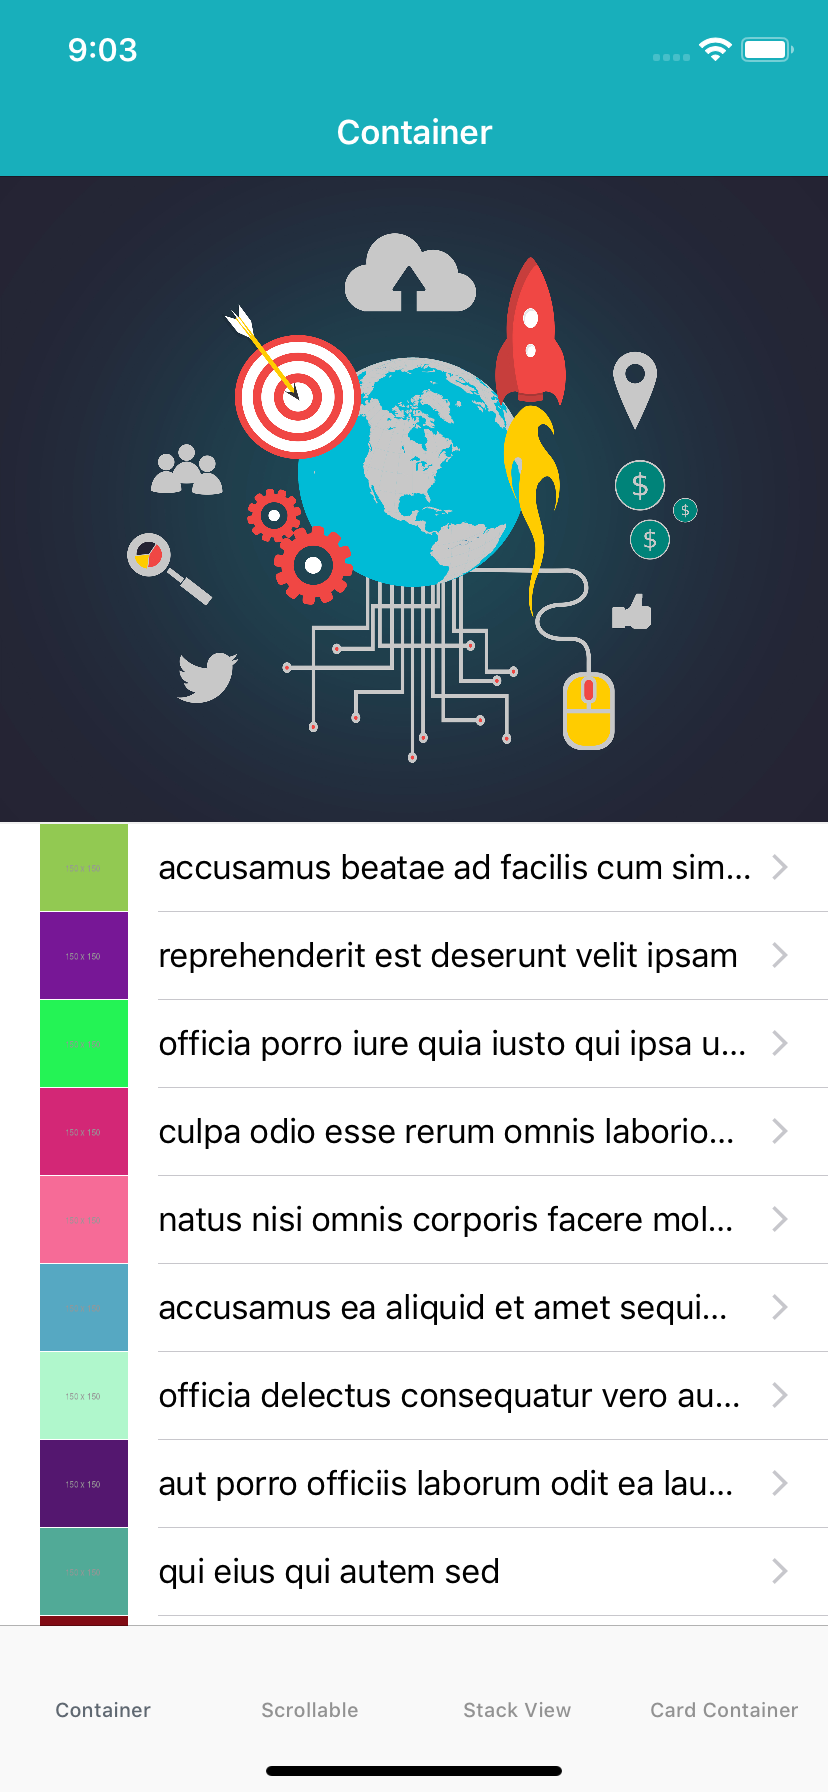 9:03
Container
$
$
$
150 x 150
accusamus beatae ad facilis cum sim...
150 x 150
reprehenderit est deserunt velit ipsam
150 x 150
officia porro iure quia iusto qui ipsa u...
150 x 150
culpa odio esse rerum omnis laborio...
150 x 150
natus nisi omnis corporis facere mol...
150 x 150
accusamus ea aliquid et amet sequi...
150 x 150
officia delectus consequatur vero au...
150 x 150
aut porro officiis laborum odit ea lau...
150 x 150
qui eius qui autem sed
Container Scrollable Stack View Card Container